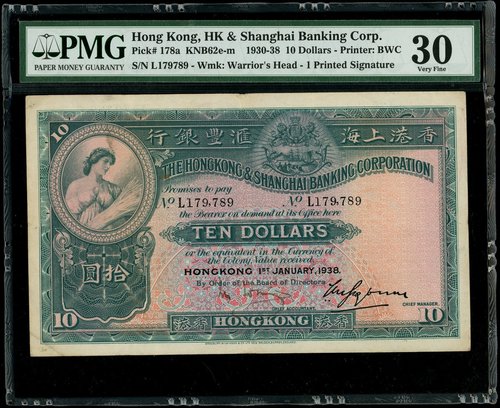 PMG
PAPER MONEY GUARANTY
Hong Kong, HK & Shanghai Banking Corp.
Pick# 178a KNB62e-m 1930-38 10 Dollars - Printer: BWC
S/N L179789 - Wmk: Warrior's Head - 1 Printed Signature
30
Very Fine
10
行銀豐滙 海上港香
10
THE HONGKONG & SHANGHAI BANKING CORPORATION
Promises to pay
No L179,789 No L179,789
the Bearer on demand at its Office here
TEN DOLLARS
or the equivalent in the Currency of
the Colony, Value received
HONGKONG 1ST JANUARY, 1938.
By Order of the Board of Directors
圓拾
CHIEF MANAGER.
10
港香
HONGKONG
港香
10